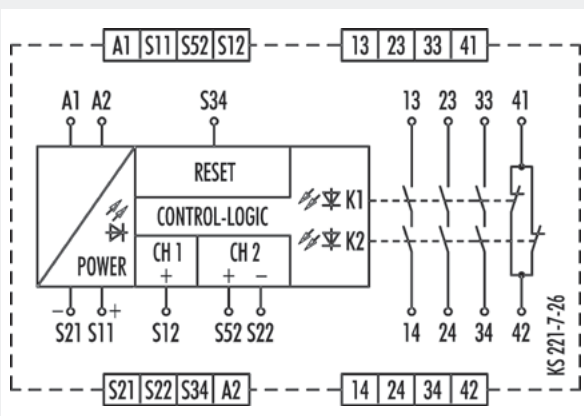 A1 S11 S52 S12 13 23 33 41
A1 A2 S34 13 23 33 41
RESET
K1
CONTROL-LOGIC
K2
CH 1 CH 2
POWER + + −
− +
S21 S11 S12 S52 S22 14 24 34 42
KS 221-7-26
S21 S22 S34 A2 14 24 34 42